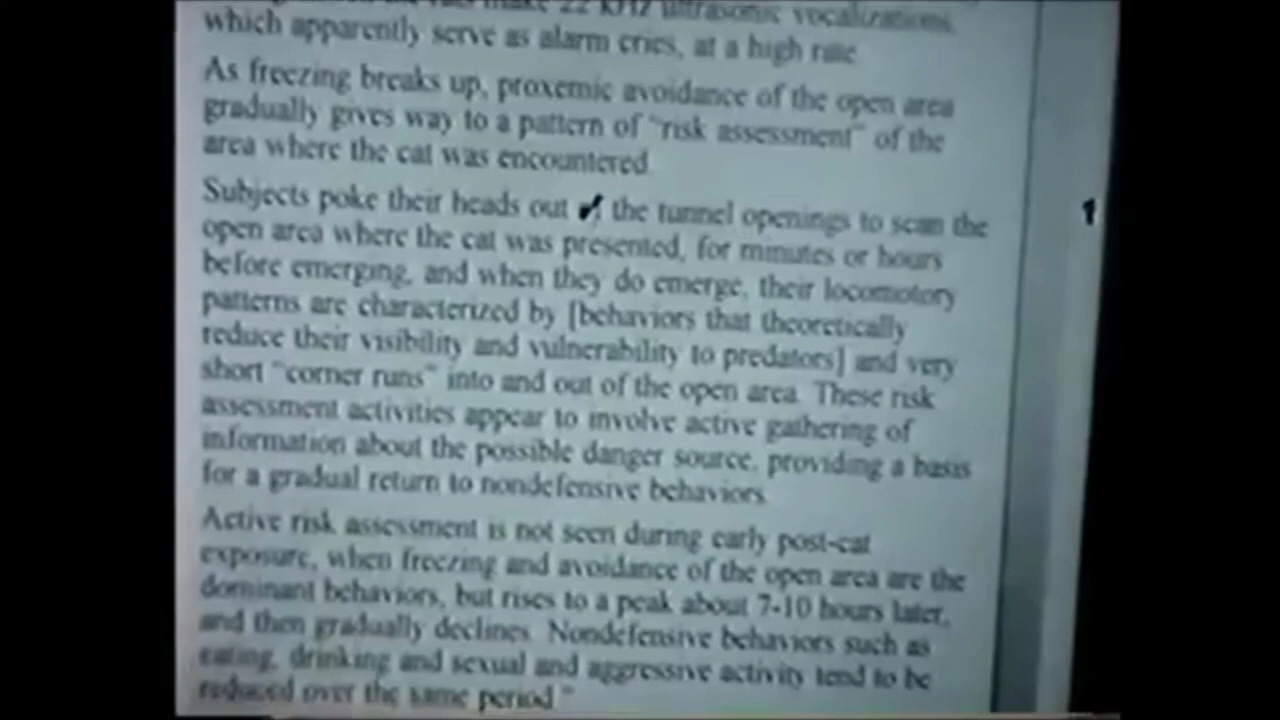 make 22 kHz ultrasonic vocalizations,
which apparently serve as alarm cries, at a high rate.
As freezing breaks up, proxemic avoidance of the open area
gradually gives way to a pattern of "risk assessment" of the
area where the cat was encountered.
Subjects poke their heads out of the tunnel openings to scan the
open area where the cat was presented, for minutes or hours
before emerging, and when they do emerge, their locomotory
patterns are characterized by [behaviors that theoretically
reduce their visibility and vulnerability to predators] and very
short "corner runs" into and out of the open area. These risk
assessment activities appear to involve active gathering of
information about the possible danger source, providing a basis
for a gradual return to nondefensive behaviors.
Active risk assessment is not seen during early post-cat
exposure, when freezing and avoidance of the open area are the
dominant behaviors, but rises to a peak about 7-10 hours later,
and then gradually declines. Nondefensive behaviors such as
eating, drinking and sexual and aggressive activity tend to be
reduced over the same period."
1